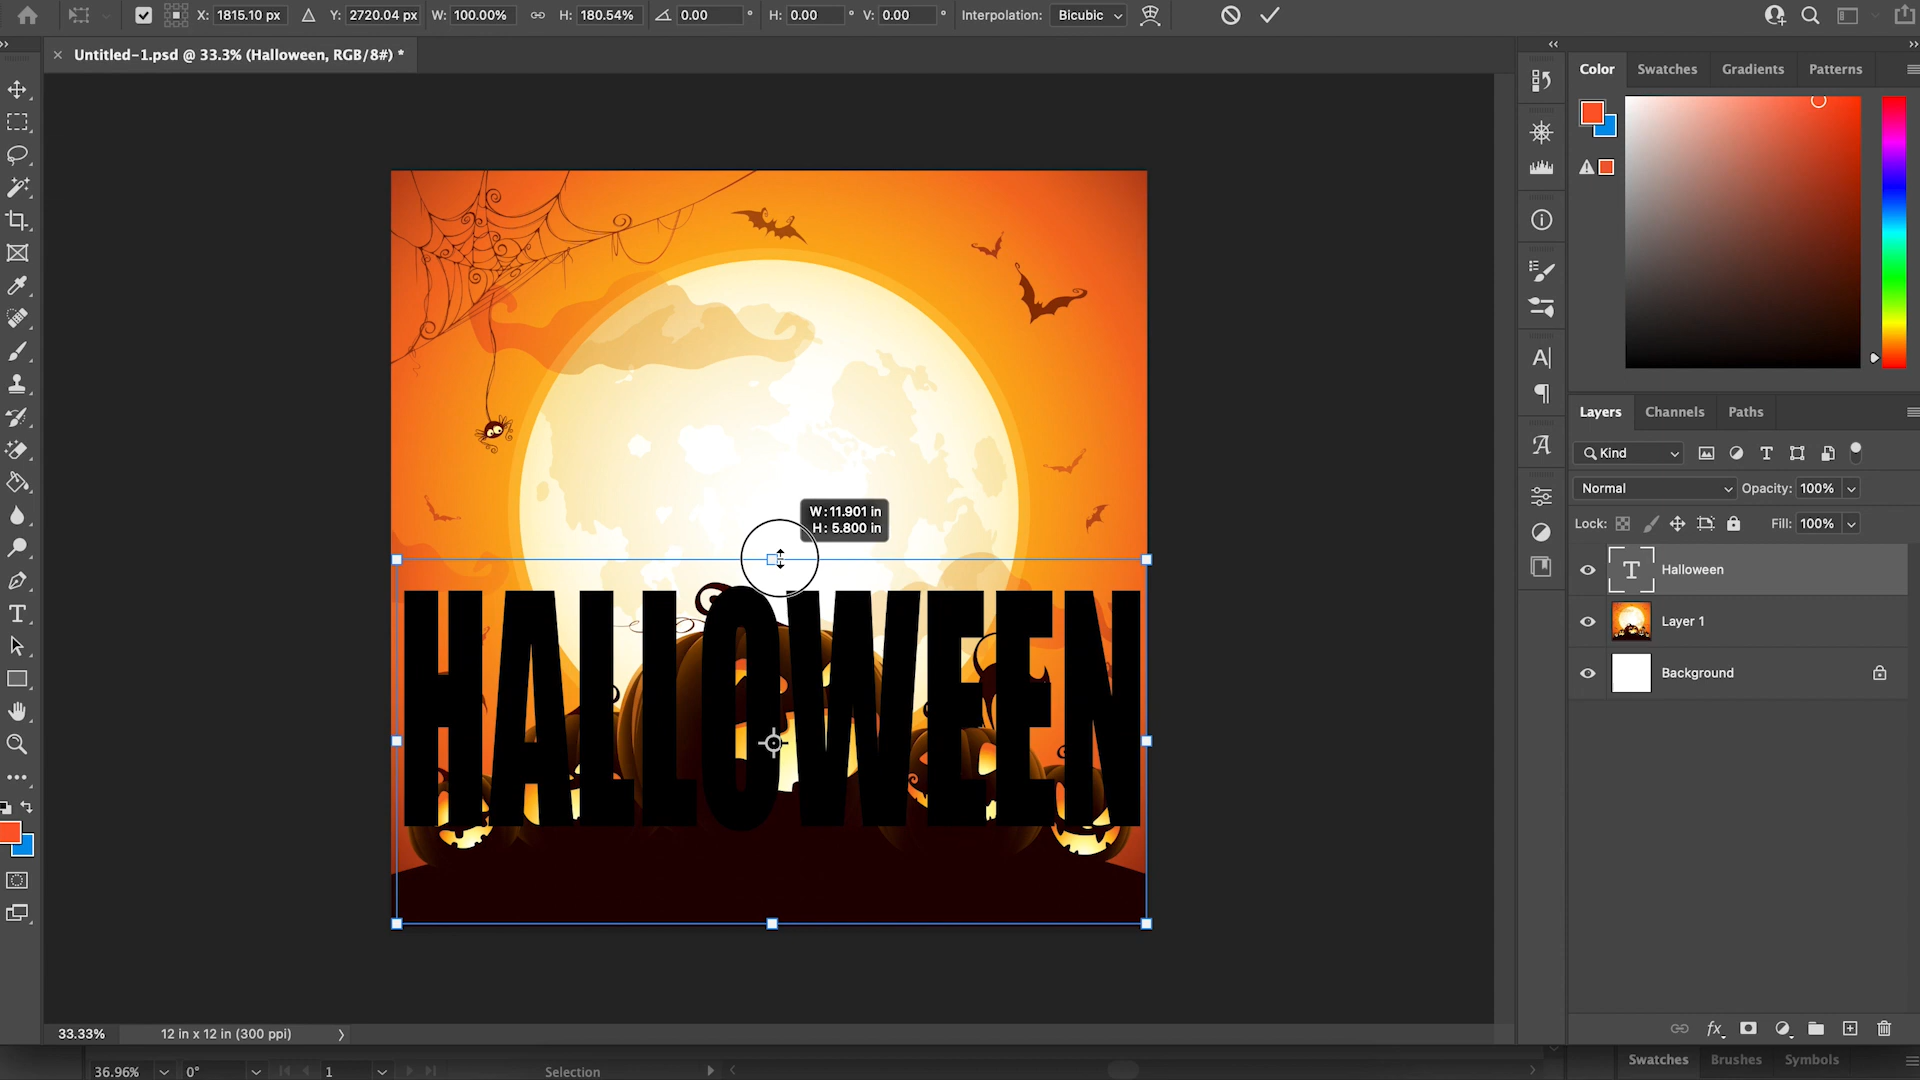 X: 1815.10 px Y: 2720.04 px W: 100.00% H: 180.54% 0.00 ° H: 0.00 ° V: 0.00 ° Interpolation: Bicubic
Untitled-1.psd @ 33.3% (Halloween, RGB/8#) *
Color Swatches Gradients Patterns
W: 11.901 in
H: 5.800 in
HALLOWEEN
Layers Channels Paths
Kind
Normal Opacity: 100%
Lock: Fill: 100%
Halloween
Layer 1
Background
33.33% 12 in x 12 in (300 ppi)
fx
Swatches Brushes Symbols
36.96% 0° 1 Selection